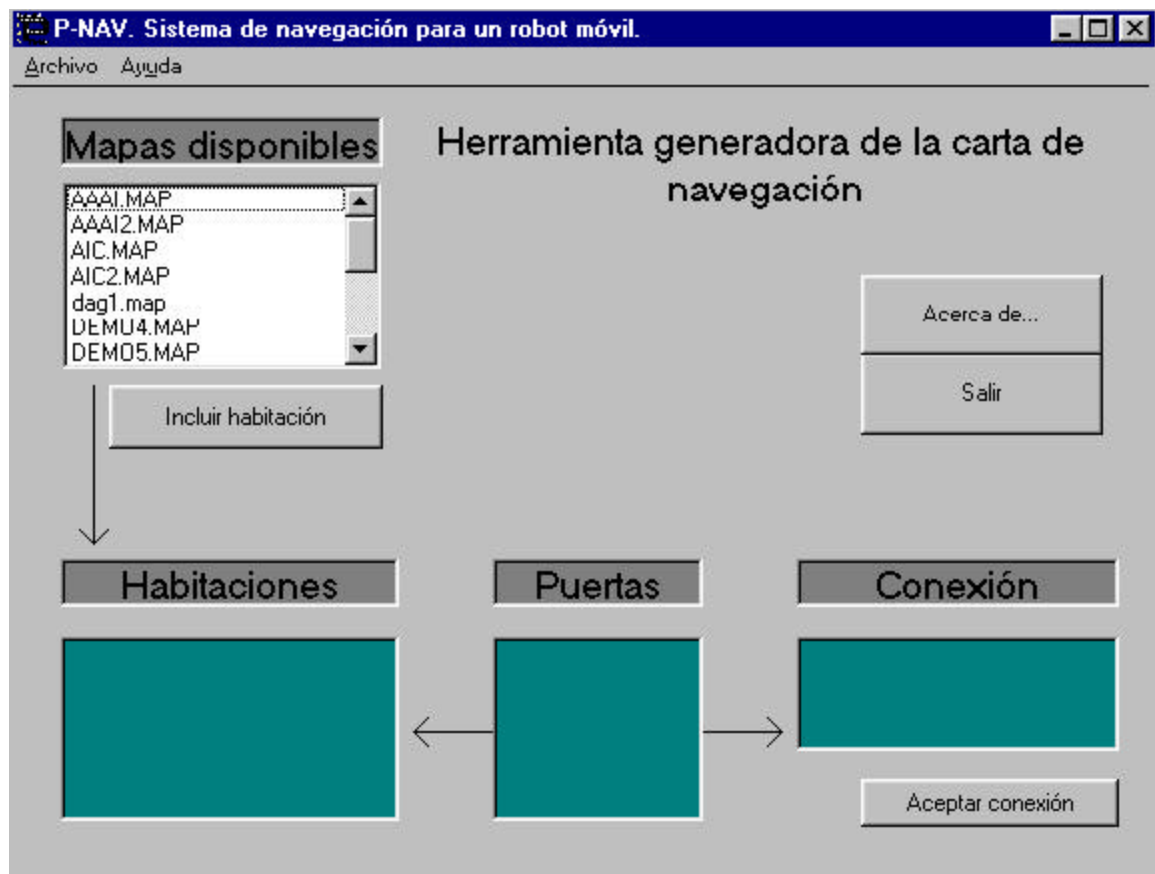 P-NAV. Sistema de navegación para un robot móvil.
Archivo Ayuda
Mapas disponibles
Herramienta generadora de la carta de
navegación
AAAI.MAP
AAAI2.MAP
AIC.MAP
AIC2.MAP
dag1.map
DEMO4.MAP
DEMO5.MAP
Acerca de...
Salir
Incluir habitación
Habitaciones
Puertas
Conexión
Aceptar conexión